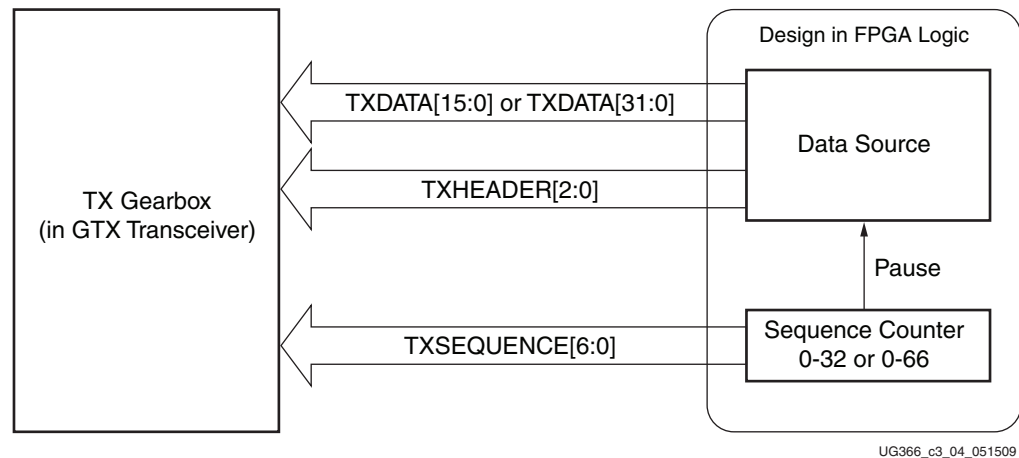 Design in FPGA Logic
TXDATA[15:0] or TXDATA[31:0]
Data Source
TX Gearbox
(in GTX Transceiver)
TXHEADER[2:0]
Pause
TXSEQUENCE[6:0]
Sequence Counter
0-32 or 0-66
UG366_c3_04_051509